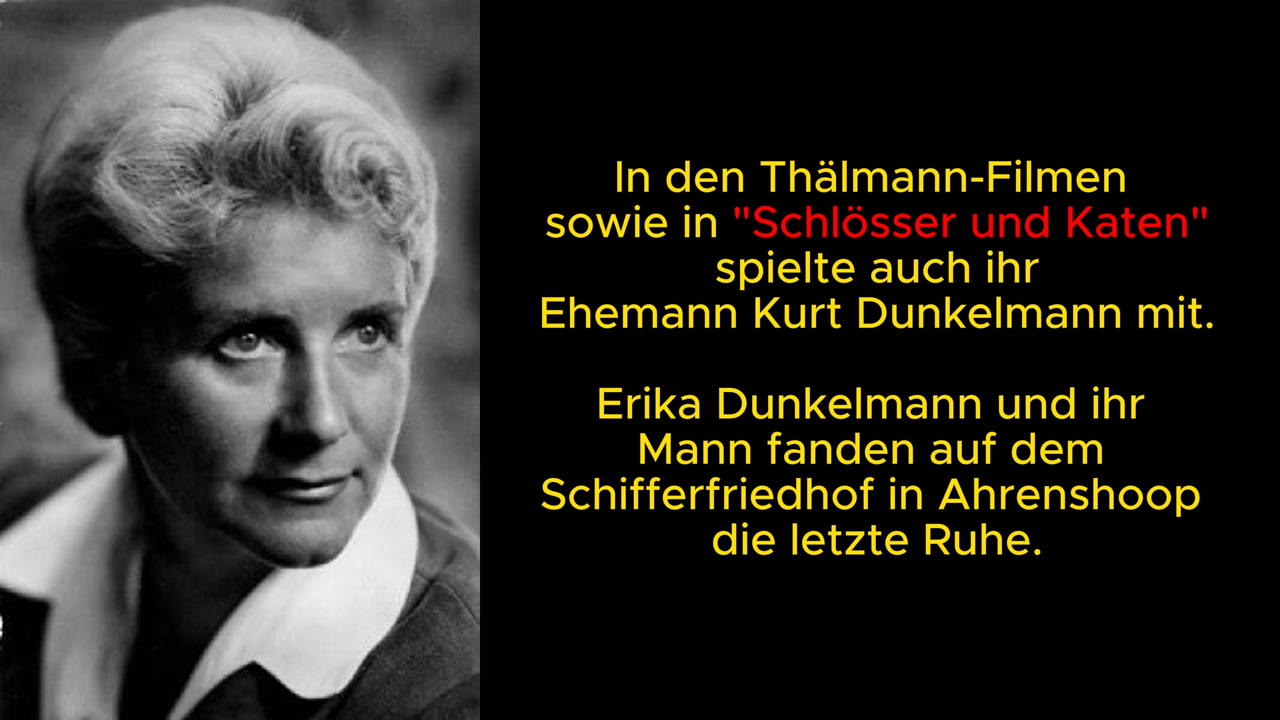 In den Thälmann-Filmen
sowie in "Schlösser und Katen"
spielte auch ihr
Ehemann Kurt Dunkelmann mit.
Erika Dunkelmann und ihr
Mann fanden auf dem
Schifferfriedhof in Ahrenshoop
die letzte Ruhe.